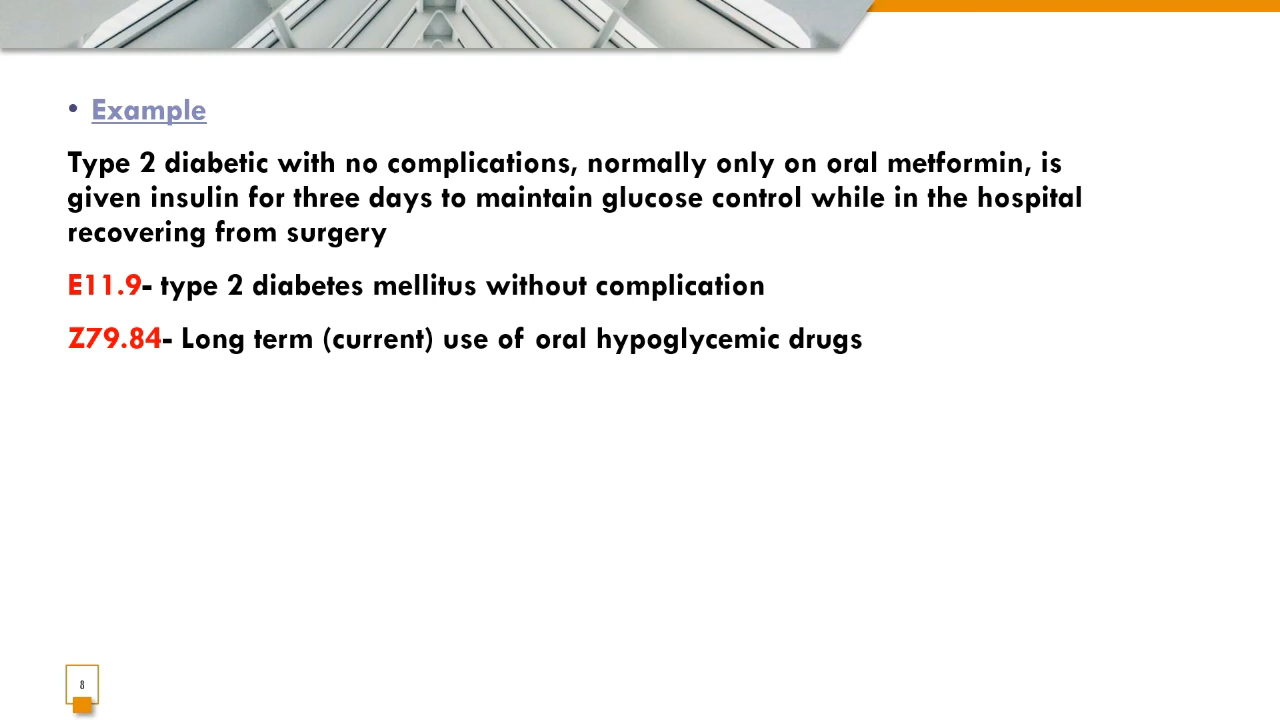 • Example
Type 2 diabetic with no complications, normally only on oral metformin, is
given insulin for three days to maintain glucose control while in the hospital
recovering from surgery
E11.9- type 2 diabetes mellitus without complication
Z79.84- Long term (current) use of oral hypoglycemic drugs
8